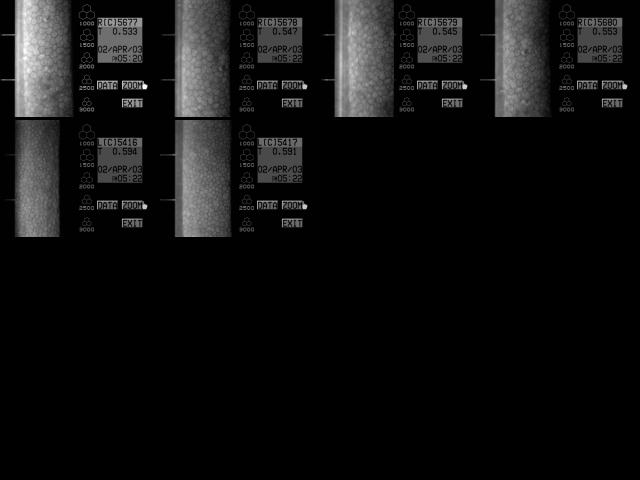 1000
R(C)5677
T 0.533
1500
02/APR/03
PM05:20
2000
DATA ZOOM
2500
EXIT
3000
1000
R(C)5678
T 0.547
1500
02/APR/03
PM05:22
2000
DATA ZOOM
2500
EXIT
3000
1000
R(C)5679
T 0.545
1500
02/APR/03
PM05:22
2000
DATA ZOOM
2500
EXIT
3000
1000
R(C)5680
T 0.553
1500
02/APR/03
PM05:22
2000
DATA ZOOM
2500
EXIT
3000
1000
L(C)5416
T 0.594
1500
02/APR/03
PM05:22
2000
DATA ZOOM
2500
EXIT
3000
1000
L(C)5417
T 0.591
1500
02/APR/03
PM05:22
2000
DATA ZOOM
2500
EXIT
3000